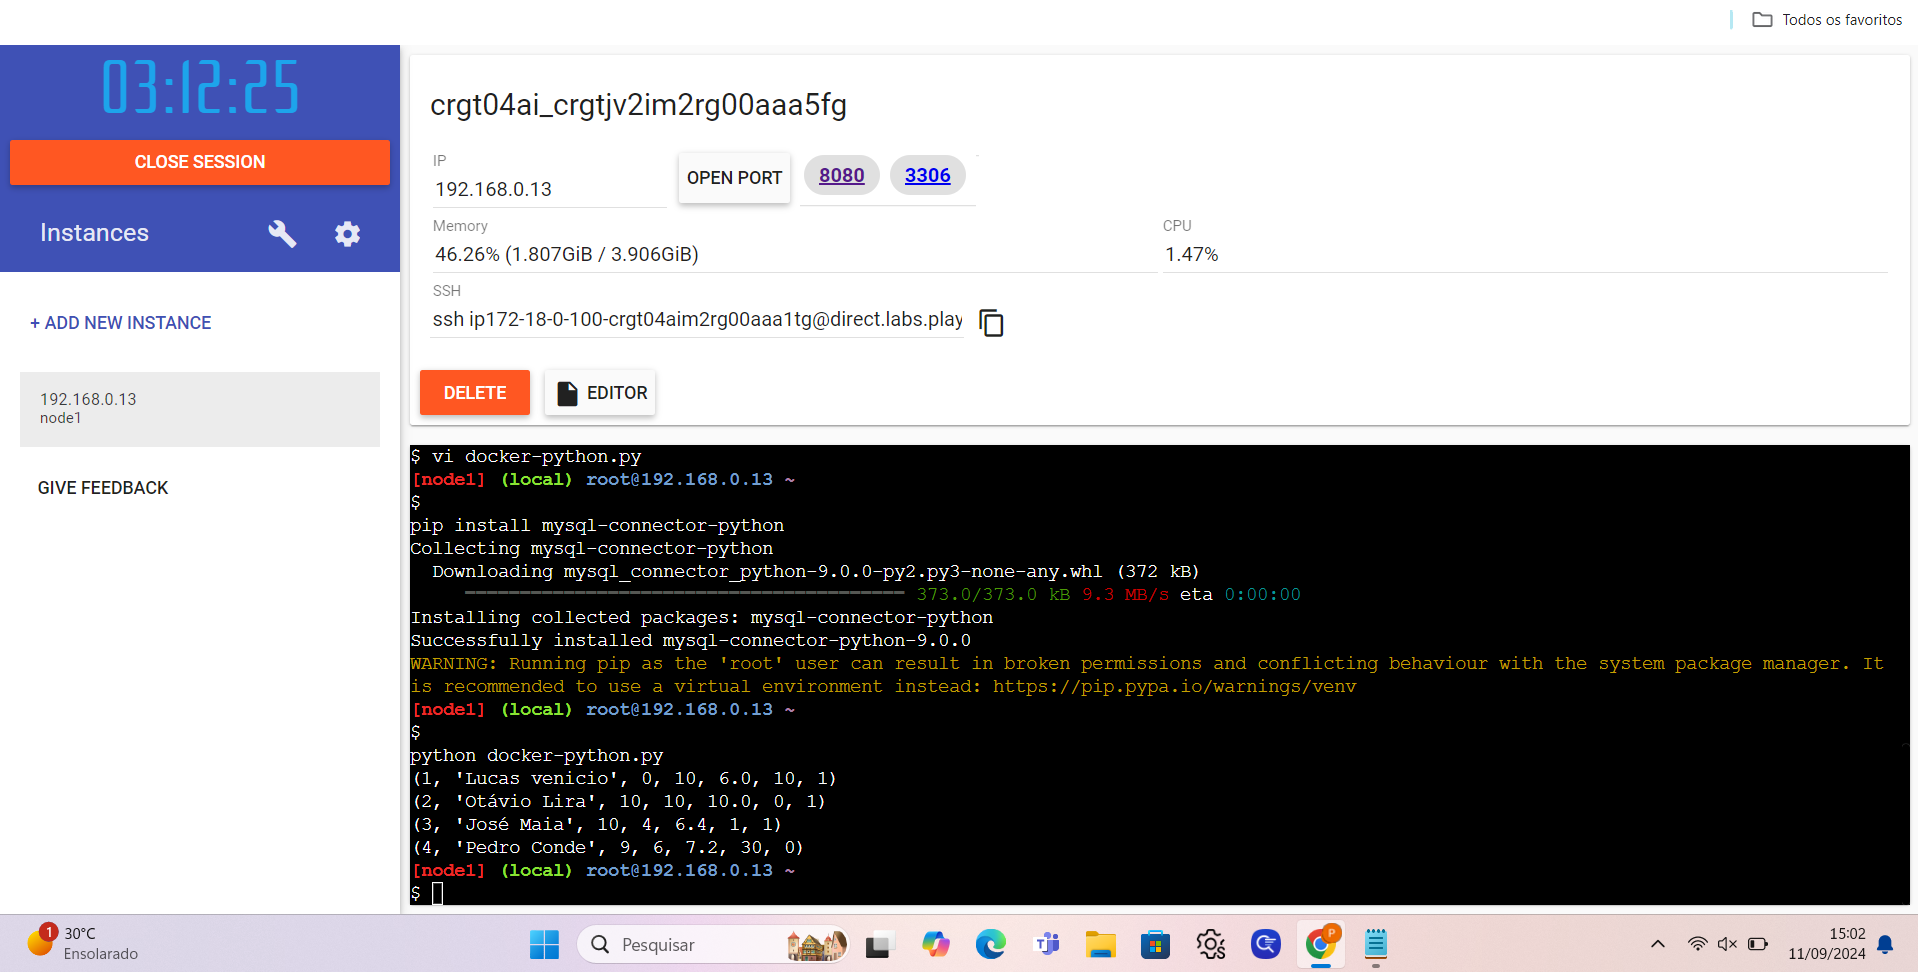 Todos os favoritos
03:12:25
CLOSE SESSION
Instances
+ ADD NEW INSTANCE
192.168.0.13
node1
GIVE FEEDBACK
crgt04ai_crgtjv2im2rg00aaa5fg
IP
192.168.0.13
OPEN PORT
8080
3306
Memory
46.26% (1.807GiB / 3.906GiB)
CPU
1.47%
SSH
ssh ip172-18-0-100-crgt04aim2rg00aaa1tg@direct.labs.play
DELETE
EDITOR
$ vi docker-python.py
[node1] (local) root@192.168.0.13 ~
$
pip install mysql-connector-python
Collecting mysql-connector-python
Downloading mysql_connector_python-9.0.0-py2.py3-none-any.whl (372 kB)
373.0/373.0 kB 9.3 MB/s eta 0:00:00
Installing collected packages: mysql-connector-python
Successfully installed mysql-connector-python-9.0.0
WARNING: Running pip as the 'root' user can result in broken permissions and conflicting behaviour with the system package manager. It
is recommended to use a virtual environment instead: https://pip.pypa.io/warnings/venv
[node1] (local) root@192.168.0.13 ~
$
python docker-python.py
(1, 'Lucas venicio', 0, 10, 6.0, 10, 1)
(2, 'Otávio Lira', 10, 10, 10.0, 0, 1)
(3, 'José Maia', 10, 4, 6.4, 1, 1)
(4, 'Pedro Conde', 9, 6, 7.2, 30, 0)
[node1] (local) root@192.168.0.13 ~
$
1
30°C
Ensolarado
Pesquisar
P
15:02
11/09/2024